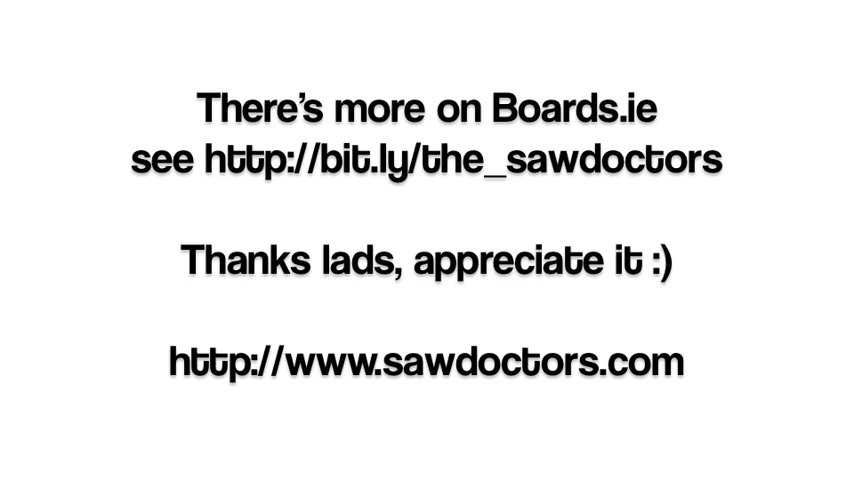 There's more on Boards.ie
see http://bit.ly/the_sawdoctors
Thanks lads, appreciate it :)
http://www.sawdoctors.com